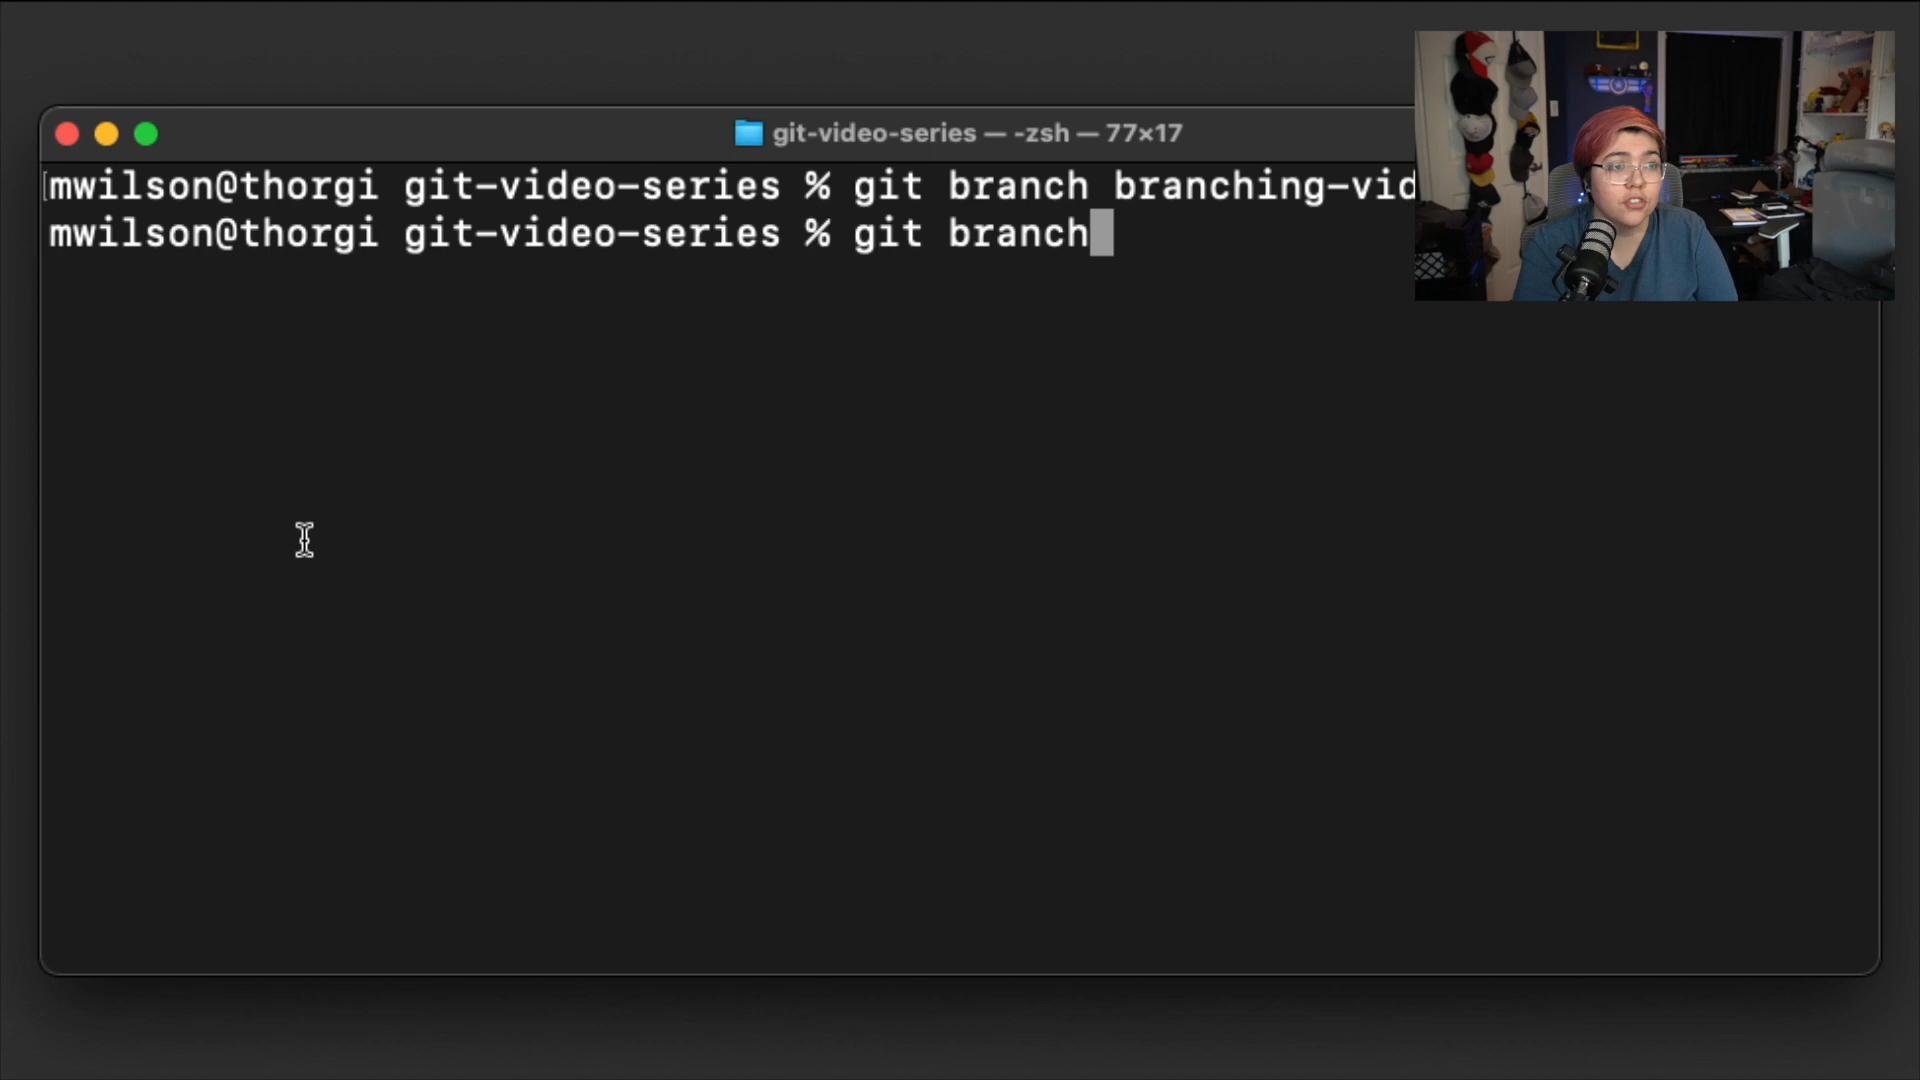 git-video-series — -zsh — 77×17
mwilson@thorgi git-video-series % git branch branching-vid
mwilson@thorgi git-video-series % git branch